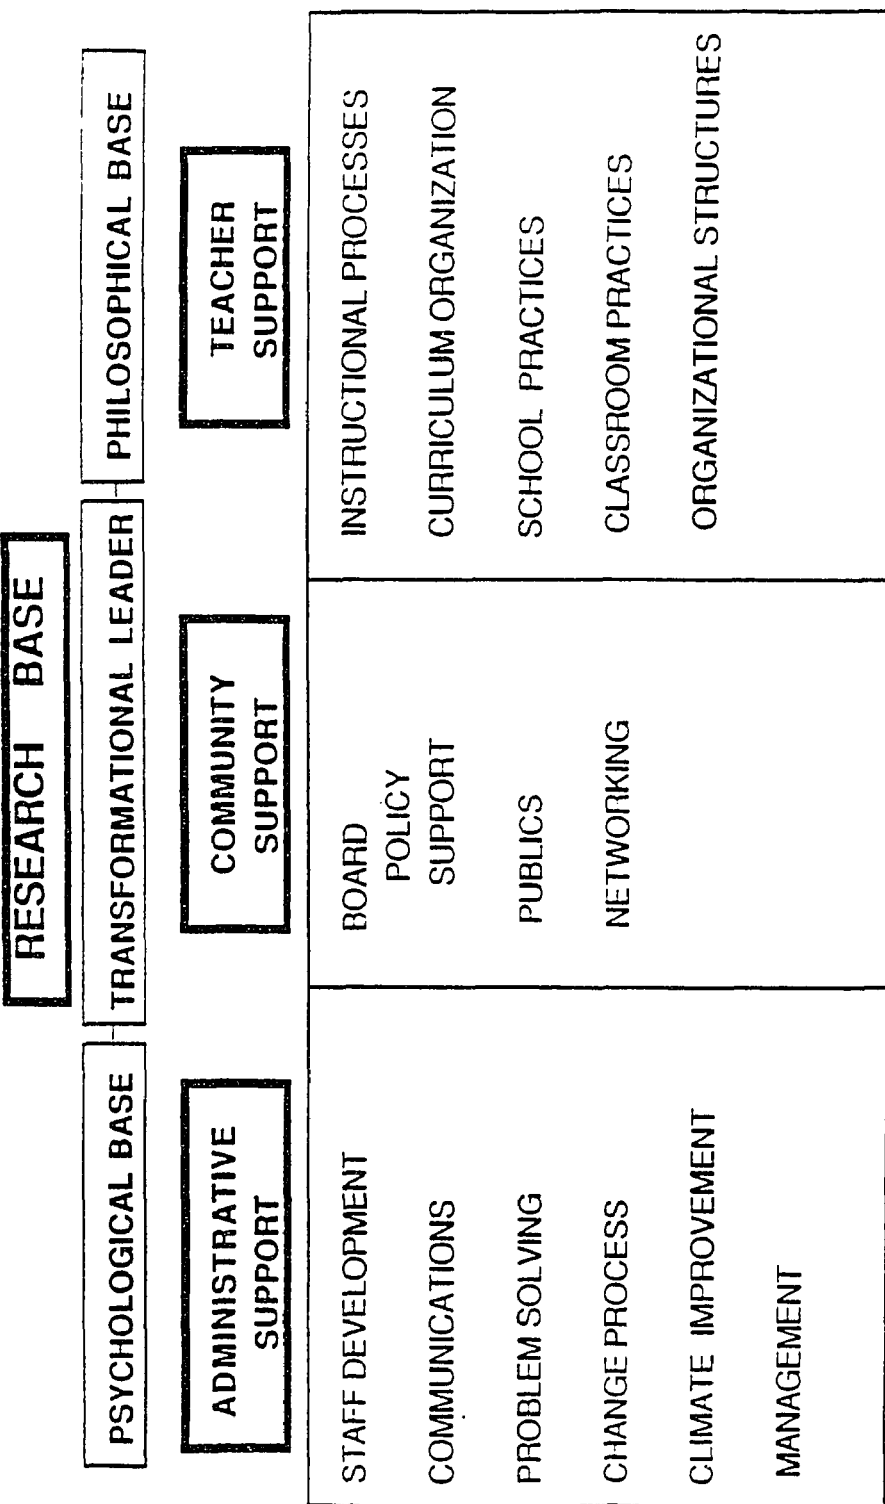 RESEARCH BASE
PSYCHOLOGICAL BASE
TRANSFORMATIONAL LEADER
PHILOSOPHICAL BASE
ADMINISTRATIVE
SUPPORT
COMMUNITY
SUPPORT
TEACHER
SUPPORT
STAFF DEVELOPMENT
COMMUNICATIONS
PROBLEM SOLVING
CHANGE PROCESS
CLIMATE IMPROVEMENT
MANAGEMENT
BOARD
POLICY
SUPPORT
PUBLICS
NETWORKING
INSTRUCTIONAL PROCESSES
CURRICULUM ORGANIZATION
SCHOOL PRACTICES
CLASSROOM PRACTICES
ORGANIZATIONAL STRUCTURES